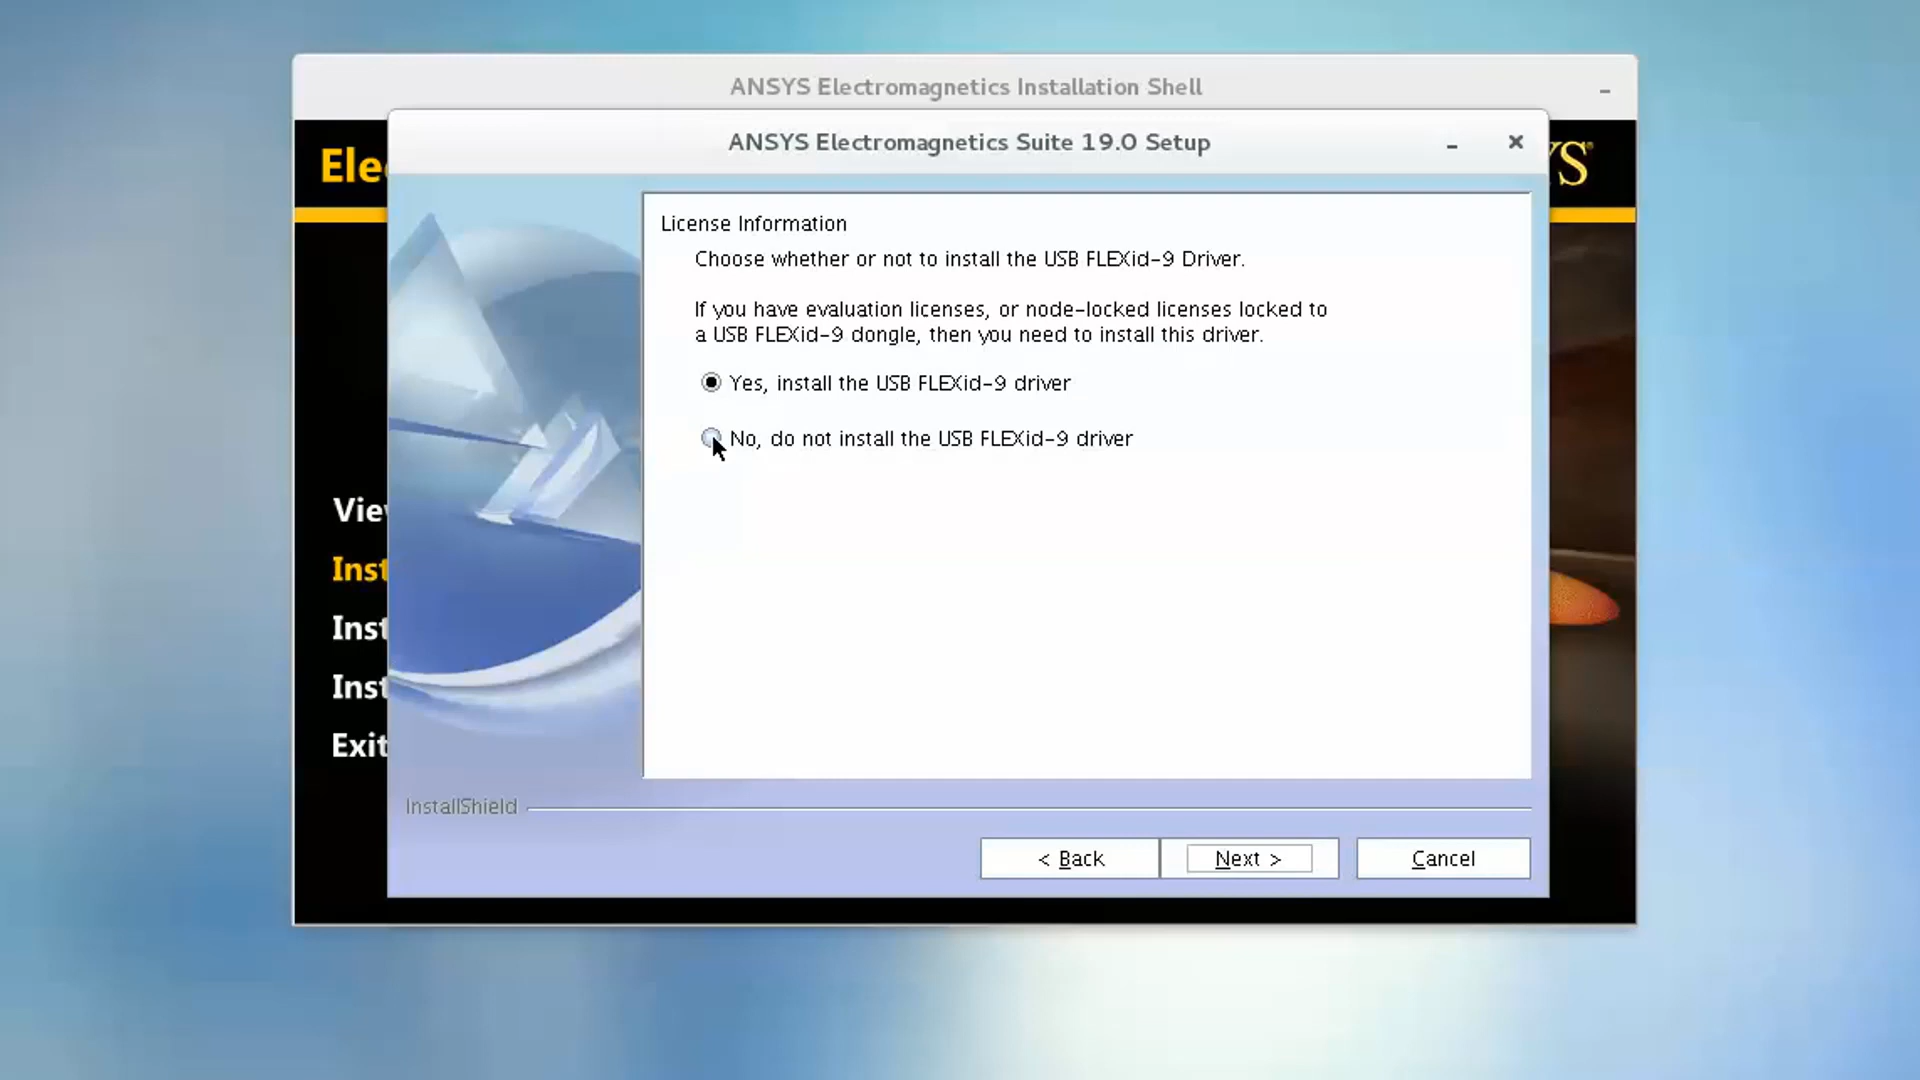 ANSYS Electromagnetics Installation Shell
ANSYS Electromagnetics Suite 19.0 Setup
Ele
YS
License Information
Choose whether or not to install the USB FLEXid-9 Driver.
If you have evaluation licenses, or node-locked licenses locked to
a USB FLEXid-9 dongle, then you need to install this driver.
Yes, install the USB FLEXid-9 driver
No, do not install the USB FLEXid-9 driver
Vie
Inst
Inst
Inst
Exit
InstallShield
< Back
Next >
Cancel